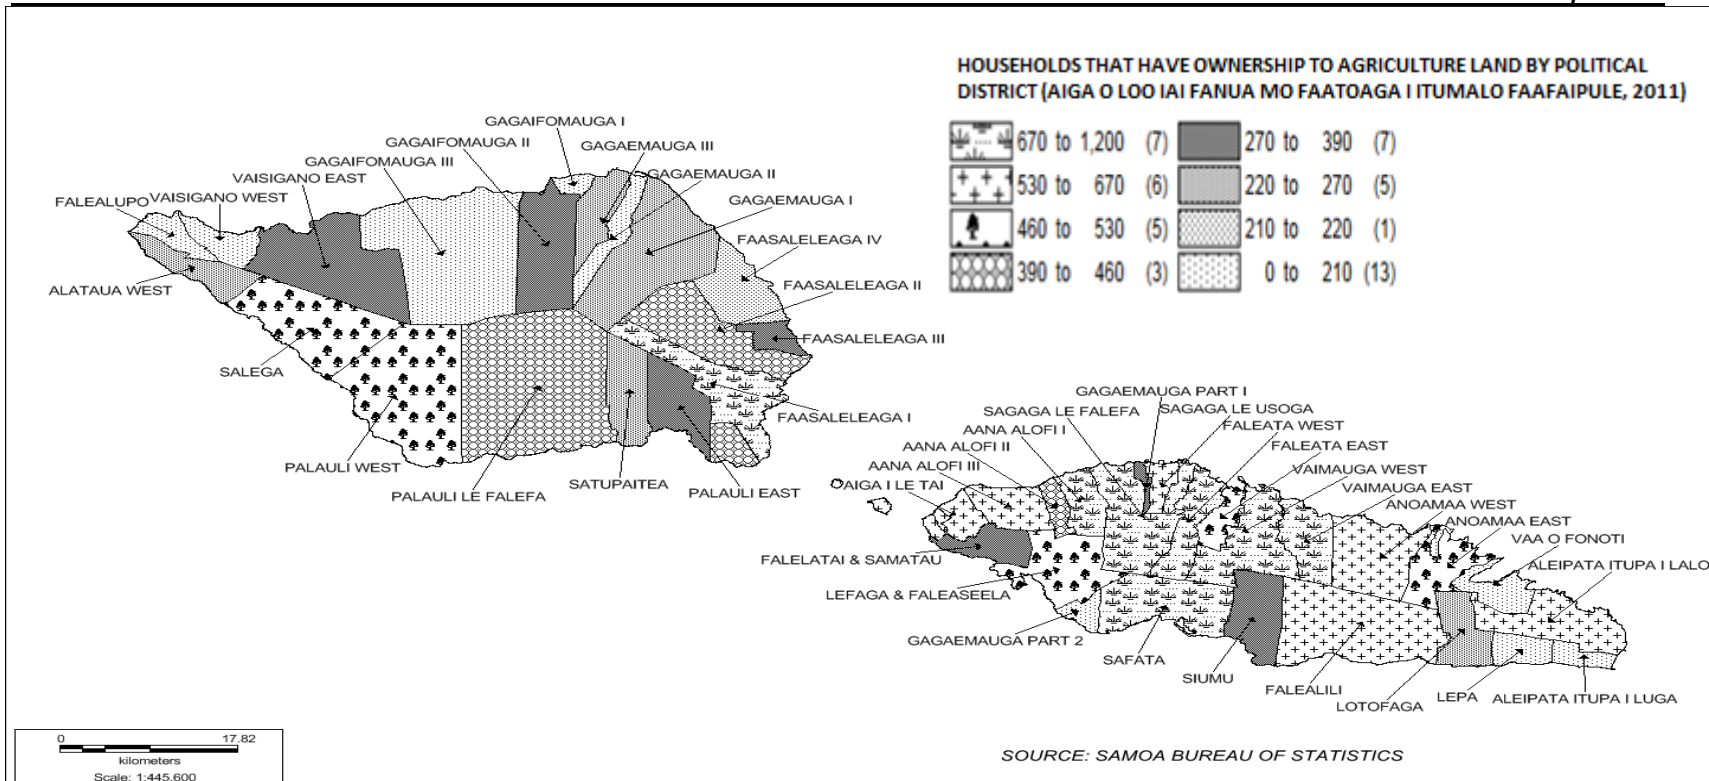 HOUSEHOLDS THAT HAVE OWNERSHIP TO AGRICULTURE LAND BY POLITICAL
DISTRICT (AIGA O LOO IAI FANUA MO FAATOAGA I ITUMALO FAAFAIPULE, 2011)
670 to 1,200 (7)
530 to 670 (6)
460 to 530 (5)
390 to 460 (3)
270 to 390 (7)
220 to 270 (5)
210 to 220 (1)
0 to 210 (13)
GAGAIFOMAUGA I
GAGAIFOMAUGA II
GAGAEMAUGA III
GAGAIFOMAUGA III
GAGAEMAUGA II
VAISIGANO EAST
VAISIGANO WEST
FALEALUPO
GAGAEMAUGA I
FAASALELEAGA IV
ALATAUA WEST
FAASALELEAGA II
FAASALELEAGA III
SALEGA
FAASALELEAGA I
PALAULI WEST
SATUPAITEA
PALAULI EAST
PALAULI LE FALEFA
GAGAEMAUGA PART I
SAGAGA LE FALEFA
SAGAGA LE USOGA
AANA ALOFI I
FALEATA WEST
AANA ALOFI II
FALEATA EAST
AANA ALOFI III
VAIMAUGA WEST
AIGA I LE TAI
VAIMAUGA EAST
ANOAMAA WEST
ANOAMAA EAST
VAA O FONOTI
FALELATAI & SAMATAU
ALEIPATA ITUPA I LALO
LEFAGA & FALEASEELA
GAGAEMAUGA PART 2
SAFATA
SIUMU
FALEALILI
LEPA
ALEIPATA ITUPA I LUGA
LOTOFAGA
0 17.82
kilometers
Scale: 1:445,600
SOURCE: SAMOA BUREAU OF STATISTICS